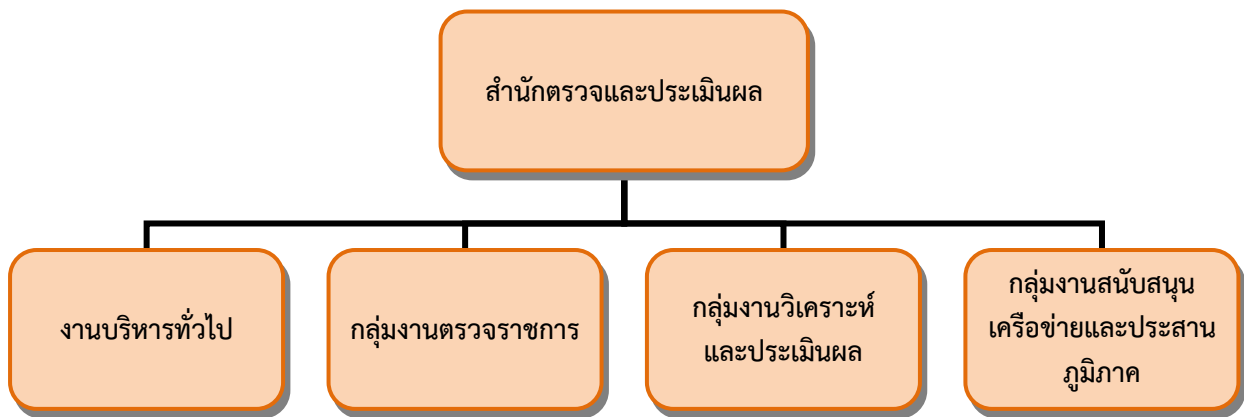 สำนักตรวจและประเมินผล
งานบริหารทั่วไป
กลุ่มงานตรวจราชการ
กลุ่มงานวิเคราะห์
และประเมินผล
กลุ่มงานสนับสนุน
เครือข่ายและประสาน
ภูมิภาค